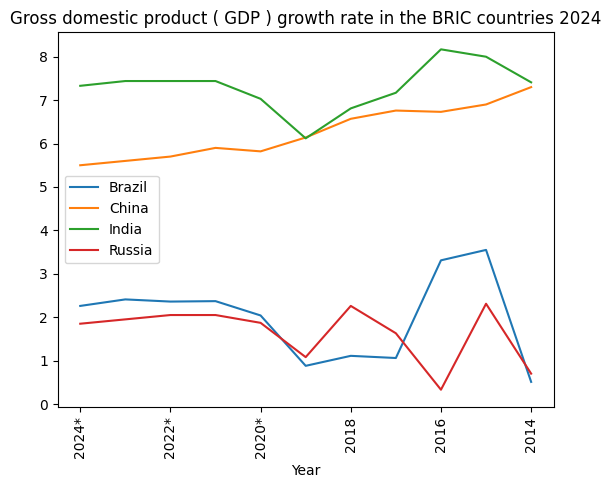 Gross domestic product ( GDP ) growth rate in the BRIC countries 2024
8
7
6
5
4
3
2
1
0
Brazil
China
India
Russia
2024*
2022*
2020*
2018
2016
2014
Year